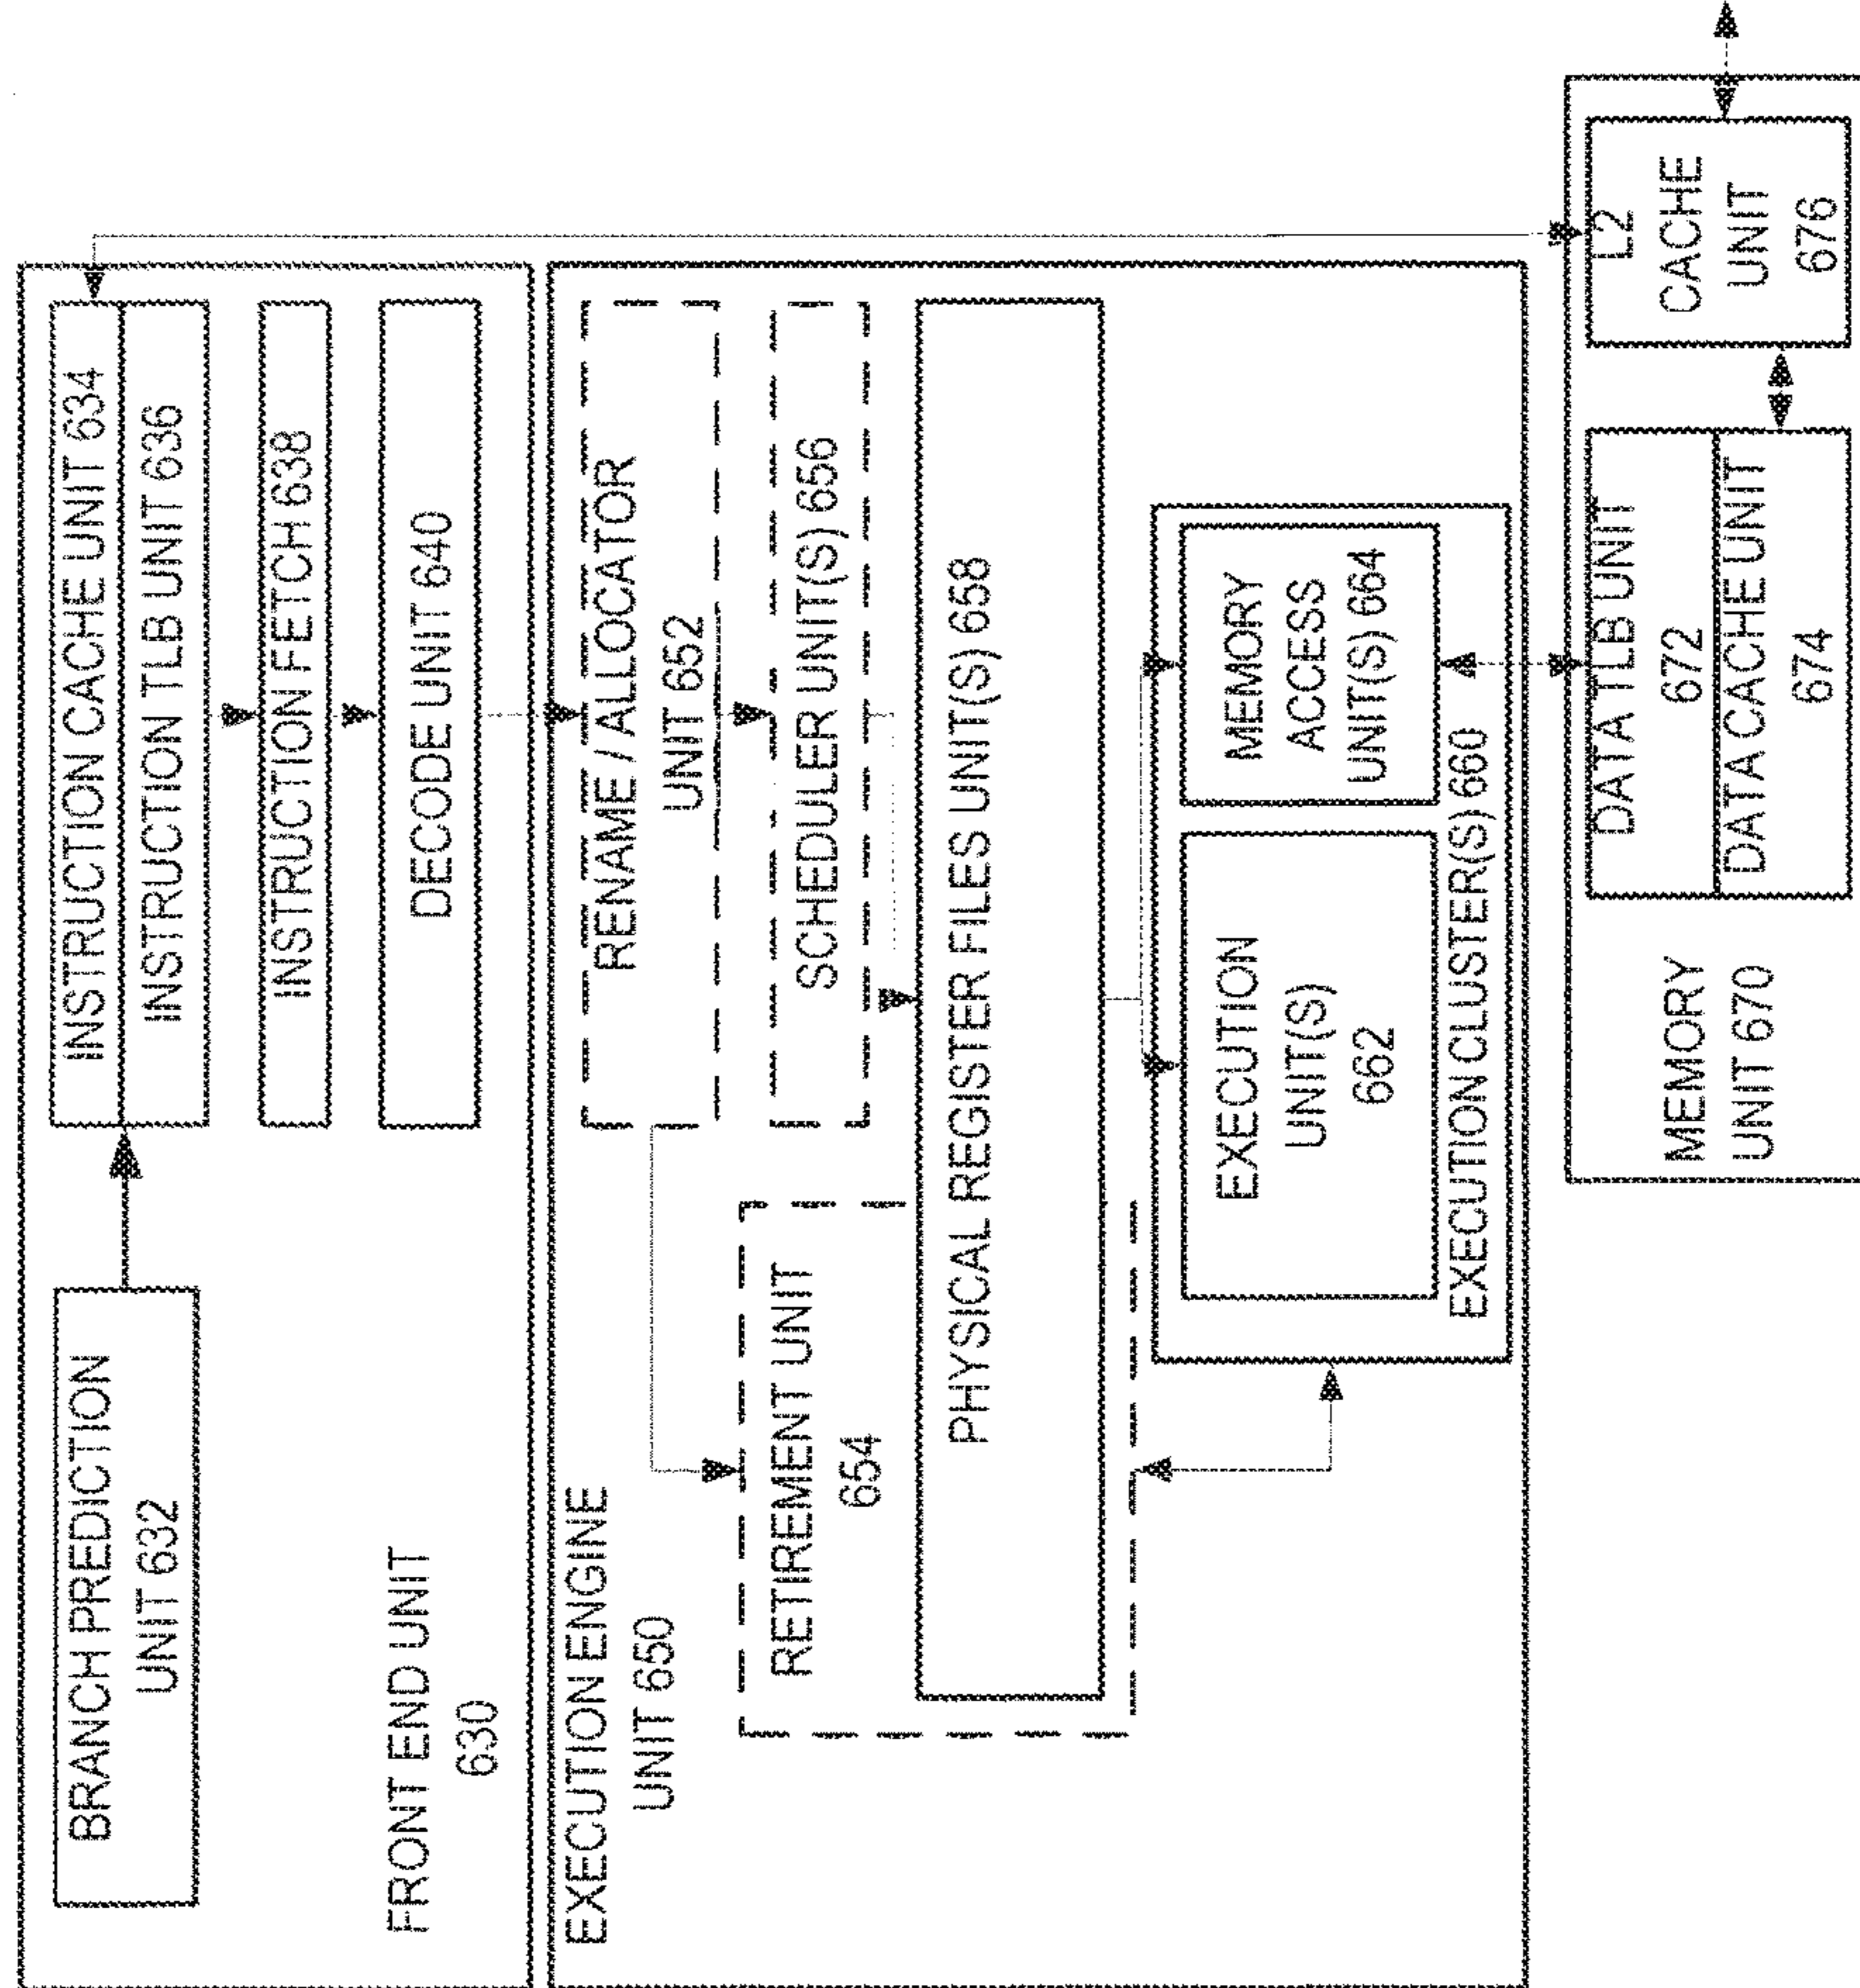 BRANCH PREDICTION
UNIT 632
INSTRUCTION CACHE UNIT 634
INSTRUCTION TLB UNIT 636
INSTRUCTION FETCH 638
DECODE UNIT 640
FRONT END UNIT
630
EXECUTION ENGINE
UNIT 650
RENAME / ALLOCATOR
UNIT 652
RETIREMENT UNIT
654
SCHEDULER UNIT(S) 656
PHYSICAL REGISTER FILES UNIT(S) 658
EXECUTION
UNIT(S)
662
MEMORY
ACCESS
UNIT(S) 664
EXECUTION CLUSTER(S) 660
MEMORY
UNIT 670
DATA TLB UNIT
672
DATA CACHE UNIT
674
L2
CACHE
UNIT
676